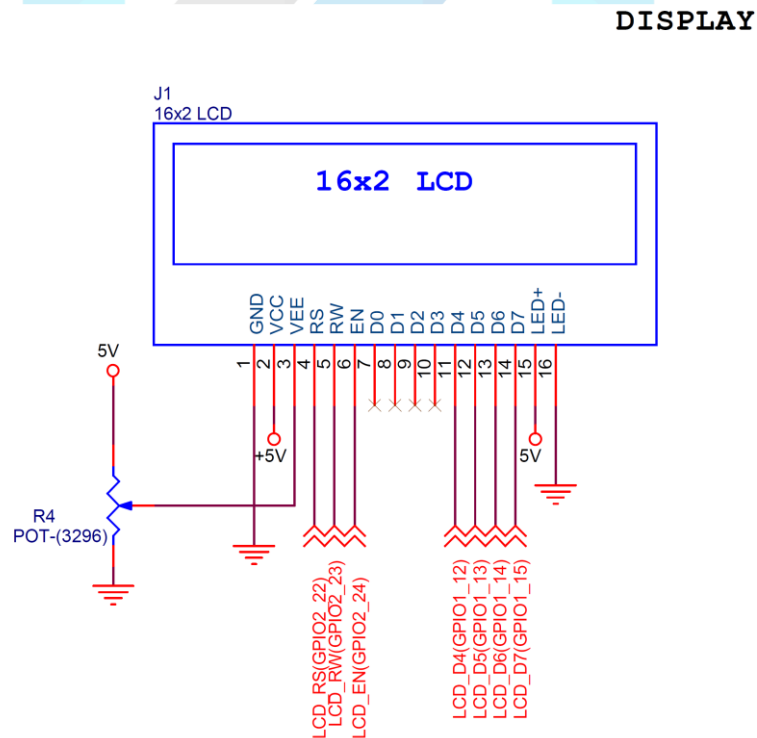 DISPLAY
J1
16x2 LCD
16x2 LCD
GND
VCC
VEE
RS
RW
EN
D0
D1
D2
D3
D4
D5
D6
D7
LED+
LED-
1
2
3
4
5
6
7
8
9
10
11
12
13
14
15
16
5V
+5V
5V
R4
POT-(3296)
LCD_RS(GPIO2_22)
LCD_RW(GPIO2_23)
LCD_EN(GPIO2_24)
LCD_D4(GPIO1_12)
LCD_D5(GPIO1_13)
LCD_D6(GPIO1_14)
LCD_D7(GPIO1_15)